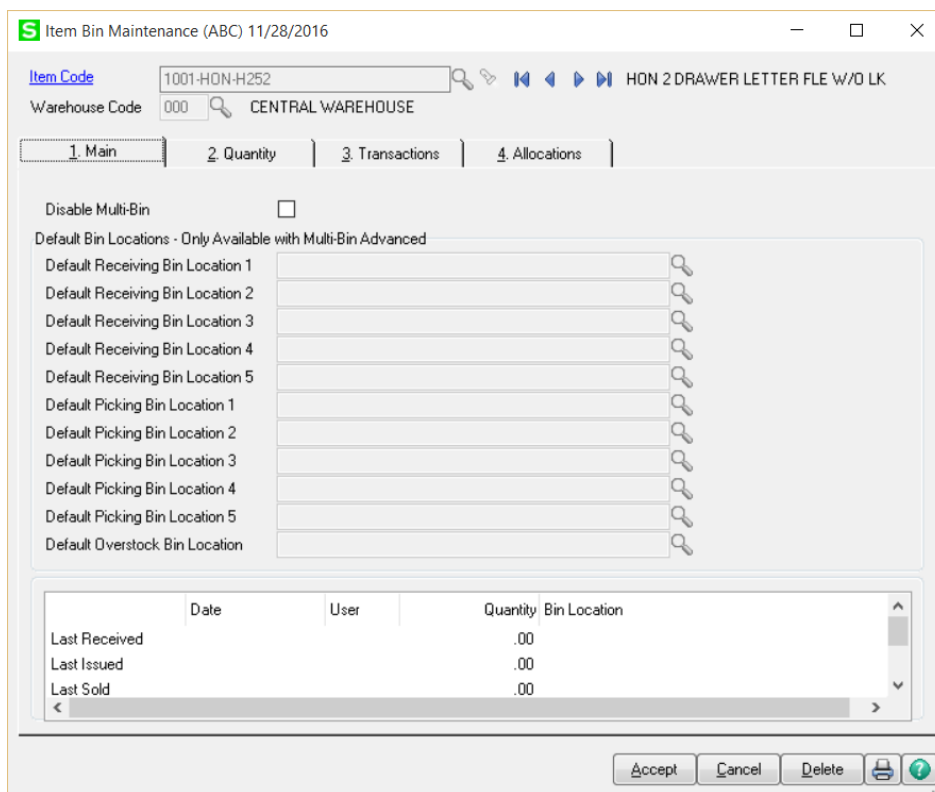 S Item Bin Maintenance (ABC) 11/28/2016
Item Code 1001-HON-H252 HON 2 DRAWER LETTER FLE W/O LK
Warehouse Code 000 CENTRAL WAREHOUSE
1. Main 2. Quantity 3. Transactions 4. Allocations
Disable Multi-Bin
Default Bin Locations - Only Available with Multi-Bin Advanced
Default Receiving Bin Location 1
Default Receiving Bin Location 2
Default Receiving Bin Location 3
Default Receiving Bin Location 4
Default Receiving Bin Location 5
Default Picking Bin Location 1
Default Picking Bin Location 2
Default Picking Bin Location 3
Default Picking Bin Location 4
Default Picking Bin Location 5
Default Overstock Bin Location
Date User Quantity Bin Location
Last Received .00
Last Issued .00
Last Sold .00
Accept Cancel Delete ?